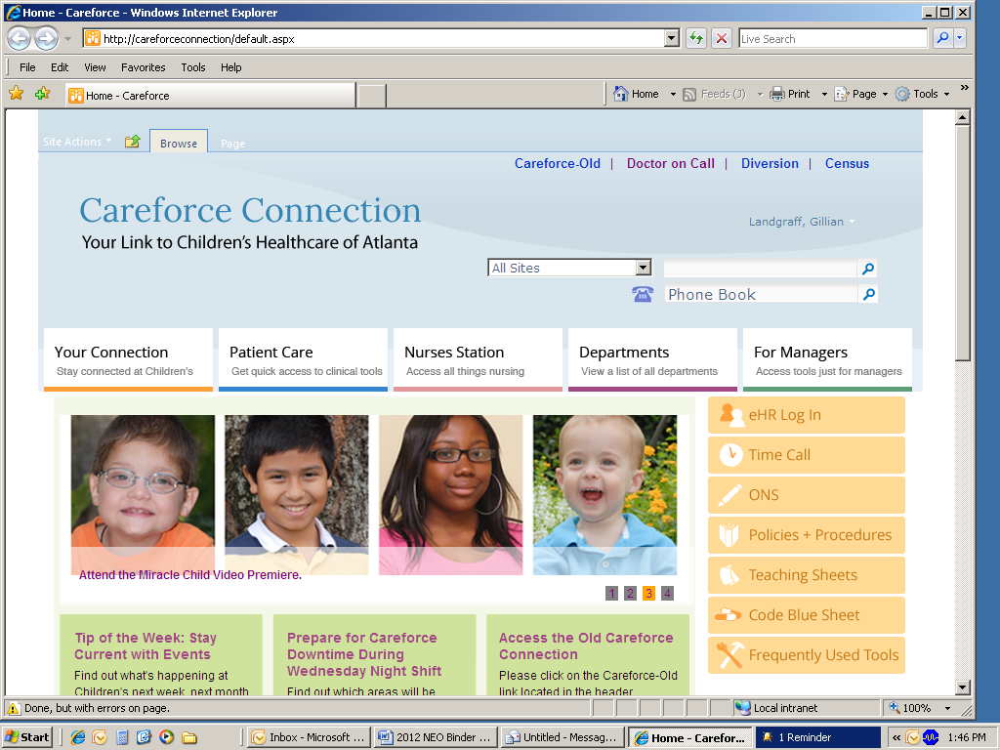 Home - Careforce - Windows Internet Explorer
http://careforceconnection/default.aspx
Live Search
File Edit View Favorites Tools Help
Home - Careforce
Home Feeds (J) Print Page Tools »
Site Actions Browse Page
Careforce-Old | Doctor on Call | Diversion | Census
Careforce Connection
Your Link to Children's Healthcare of Atlanta
Landgraff, Gillian
All Sites
Phone Book
Your Connection
Stay connected at Children's
Patient Care
Get quick access to clinical tools
Nurses Station
Access all things nursing
Departments
View a list of all departments
For Managers
Access tools just for managers
Attend the Miracle Child Video Premiere.
1 2 3 4
eHR Log In
Time Call
ONS
Policies + Procedures
Teaching Sheets
Code Blue Sheet
Frequently Used Tools
Tip of the Week: Stay
Current with Events
Find out what's happening at
Children's next week, next month
Prepare for Careforce
Downtime During
Wednesday Night Shift
Find out which areas will be
Access the Old Careforce
Connection
Please click on the Careforce-Old
link located in the header
Done, but with errors on page.
Local intranet
100%
Start
Inbox - Microsoft ...
2012 NEO Binder ...
Untitled - Messag...
Home - Carefor...
1 Reminder
« 1:46 PM